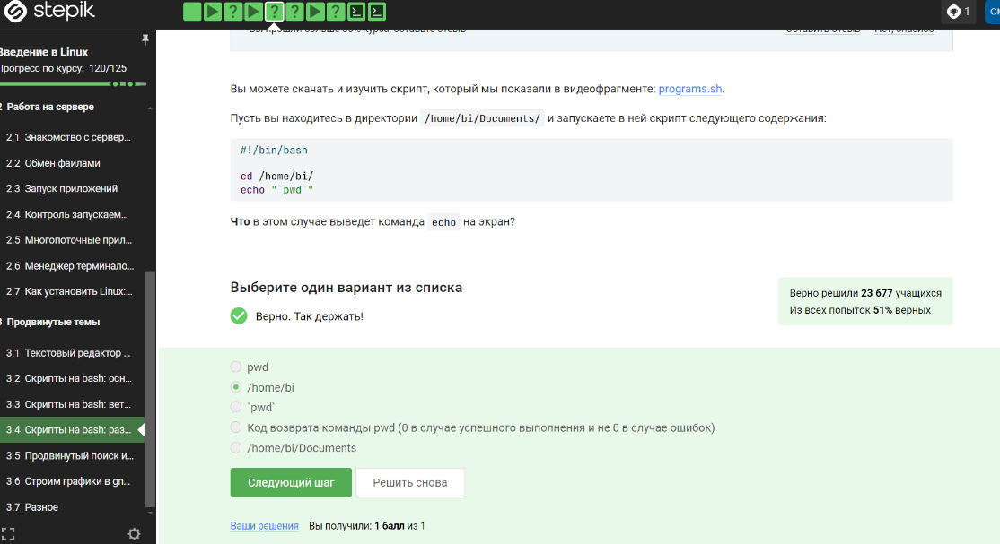 stepik
1
Введение в Linux
Прогресс по курсу: 120/125
Вы прошли больше 80% курса, оставьте отзыв
Оставить отзыв
Нет, спасибо
2 Работа на сервере
2.1 Знакомство с сервер...
2.2 Обмен файлами
2.3 Запуск приложений
2.4 Контроль запускаем...
2.5 Многопоточные прил...
2.6 Менеджер терминало...
2.7 Как установить Linux:...
3 Продвинутые темы
3.1 Текстовый редактор ...
3.2 Скрипты на bash: осн...
3.3 Скрипты на bash: вет...
3.4 Скрипты на bash: раз...
3.5 Продвинутый поиск и...
3.6 Строим графики в gn...
3.7 Разное
Вы можете скачать и изучить скрипт, который мы показали в видеофрагменте: programs.sh.
Пусть вы находитесь в директории /home/bi/Documents/ и запускаете в ней скрипт следующего содержания:
#!/bin/bash
cd /home/bi/
echo "`pwd`"
Что в этом случае выведет команда echo на экран?
Выберите один вариант из списка
Верно. Так держать!
Верно решили 23 677 учащихся
Из всех попыток 51% верных
pwd
/home/bi
`pwd`
Код возврата команды pwd (0 в случае успешного выполнения и не 0 в случае ошибок)
/home/bi/Documents
Следующий шаг
Решить снова
Ваши решения
Вы получили: 1 балл из 1